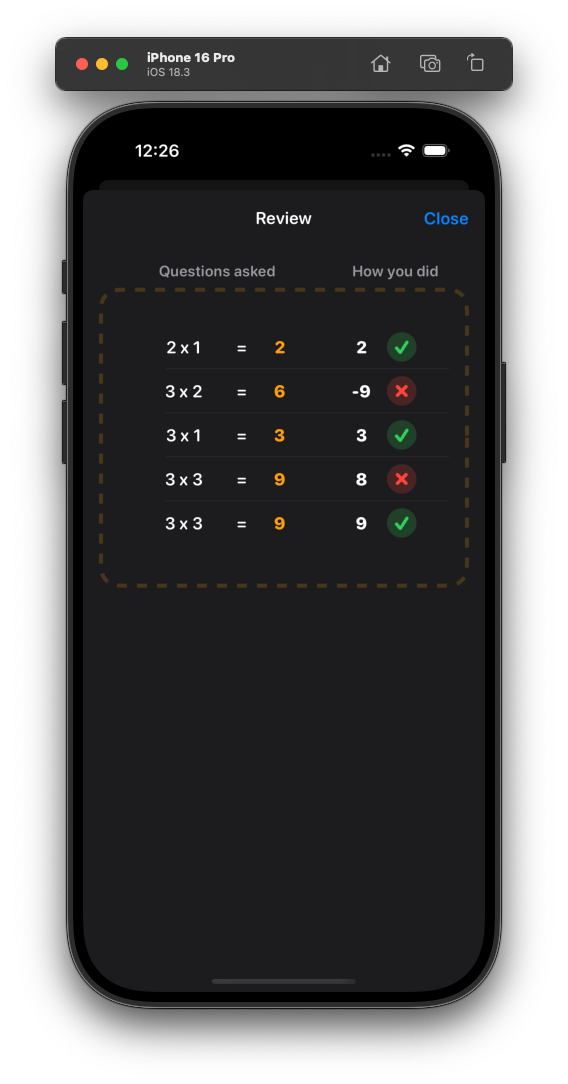 iPhone 16 Pro
iOS 18.3
12:26
Review Close
Questions asked How you did
2 x 1 = 2 2
3 x 2 = 6 -9
3 x 1 = 3 3
3 x 3 = 9 8
3 x 3 = 9 9